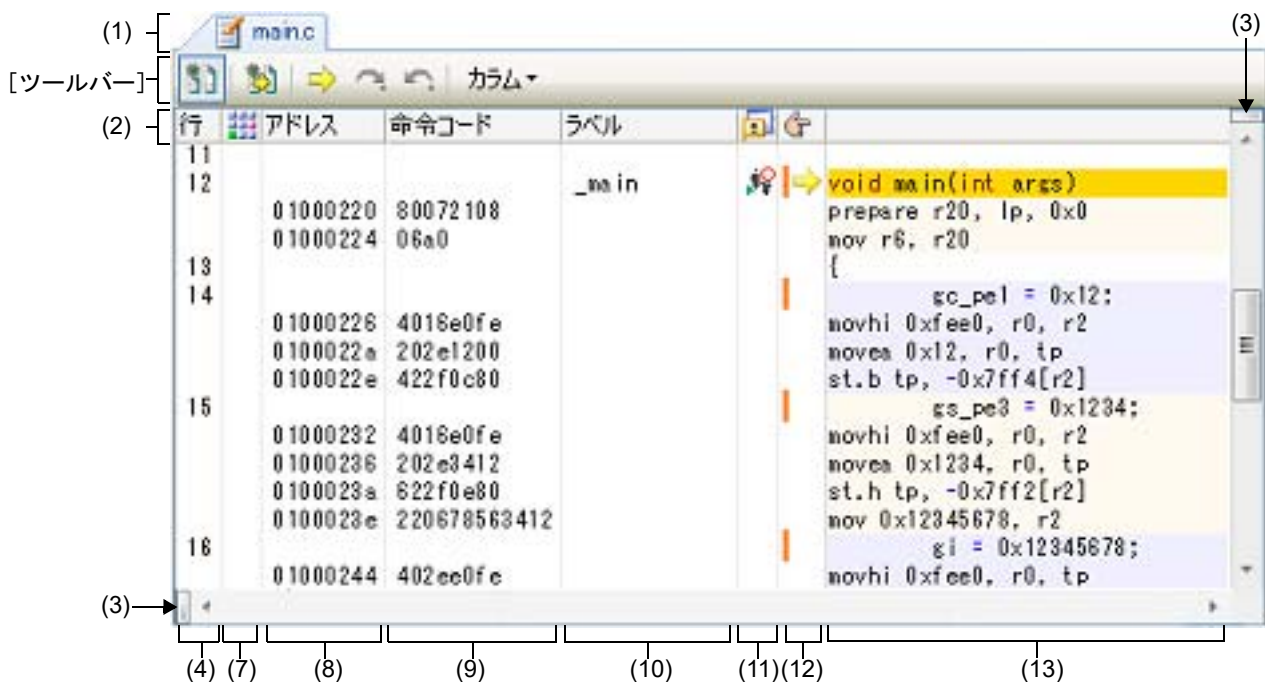 (1) main.c (3)
[ツールバー] カラム
(2) 行 アドレス 命令コード ラベル
11
12 _main void main(int args)
01000220 80072108 prepare r20, lp, 0x0
01000224 06a0 mov r6, r20
13 {
14 gc_pe1 = 0x12;
01000226 4016e0fe movhi 0xfee0, r0, r2
0100022a 202e1200 movea 0x12, r0, tp
0100022e 422f0c80 st.b tp, -0x7ff4[r2]
15 gs_pe3 = 0x1234;
01000232 4016e0fe movhi 0xfee0, r0, r2
01000236 202e3412 movea 0x1234, r0, tp
0100023a 622f0e80 st.h tp, -0x7ff2[r2]
0100023e 220678563412 mov 0x12345678, r2
16 gi = 0x12345678;
01000244 402ee0fe movhi 0xfee0, r0, tp
(3)
(4) (7) (8) (9) (10) (11) (12) (13)